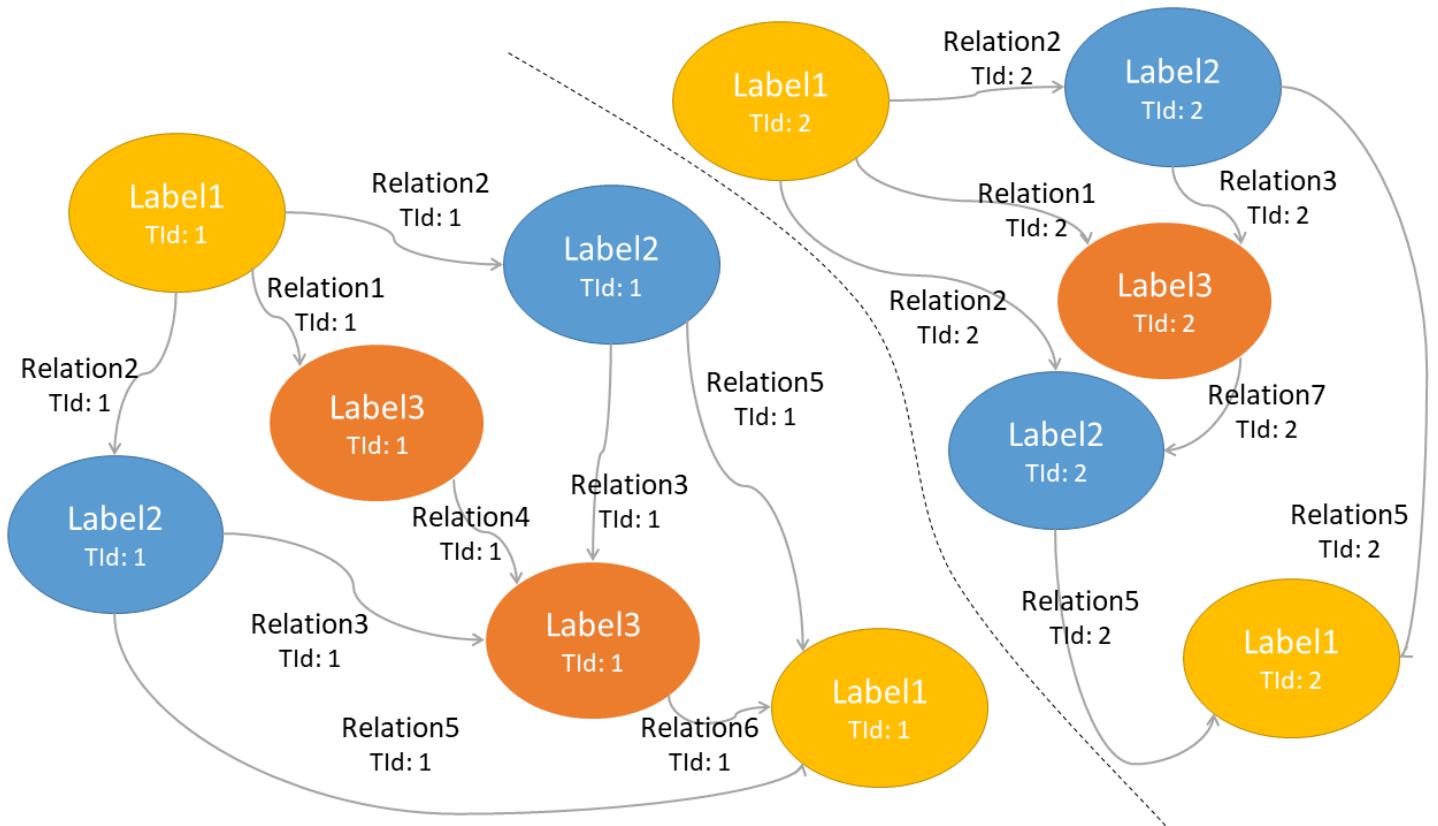 Label1
TId: 1
Relation2
TId: 1
Label2
TId: 1
Relation1
TId: 1
Relation2
TId: 1
Label3
TId: 1
Relation5
TId: 1
Label2
TId: 1
Relation4
TId: 1
Relation3
TId: 1
Relation3
TId: 1
Label3
TId: 1
Relation5
TId: 1
Relation6
TId: 1
Label1
TId: 1
Label1
TId: 2
Relation2
TId: 2
Label2
TId: 2
Relation1
TId: 2
Relation3
TId: 2
Relation2
TId: 2
Label3
TId: 2
Relation7
TId: 2
Label2
TId: 2
Relation5
TId: 2
Relation5
TId: 2
Label1
TId: 2